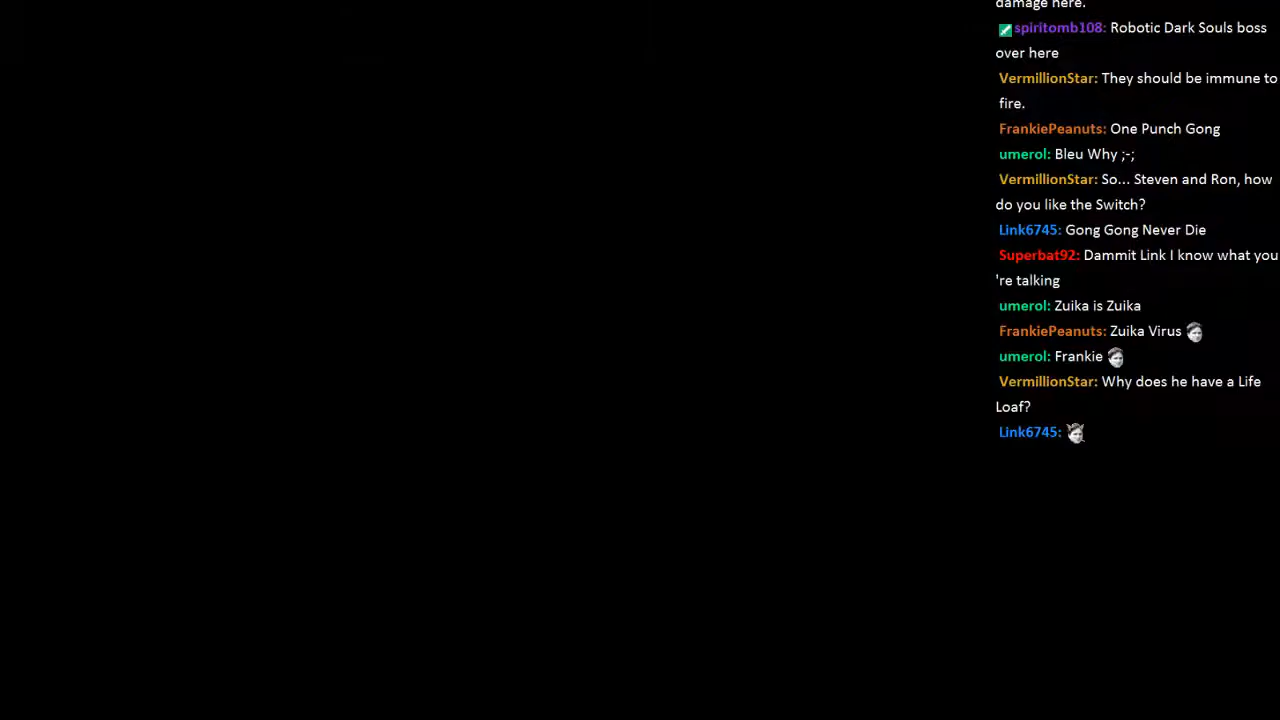 damage here.
spiritomb108: Robotic Dark Souls boss
over here
VermillionStar: They should be immune to
fire.
FrankiePeanuts: One Punch Gong
umerol: Bleu Why ;-;
VermillionStar: So... Steven and Ron, how
do you like the Switch?
Link6745: Gong Gong Never Die
Superbat92: Dammit Link I know what you
're talking
umerol: Zuika is Zuika
FrankiePeanuts: Zuika Virus
umerol: Frankie
VermillionStar: Why does he have a Life
Loaf?
Link6745: